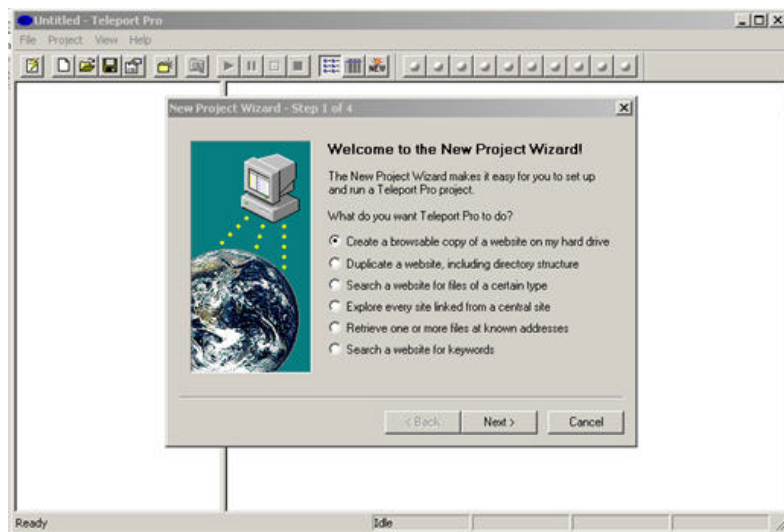 Untitled - Teleport Pro
File Project View Help
NEW
New Project Wizard - Step 1 of 4
Welcome to the New Project Wizard!
The New Project Wizard makes it easy for you to set up
and run a Teleport Pro project.
What do you want Teleport Pro to do?
Create a browsable copy of a website on my hard drive
Duplicate a website, including directory structure
Search a website for files of a certain type
Explore every site linked from a central site
Retrieve one or more files at known addresses
Search a website for keywords
< Back Next > Cancel
Ready Idle